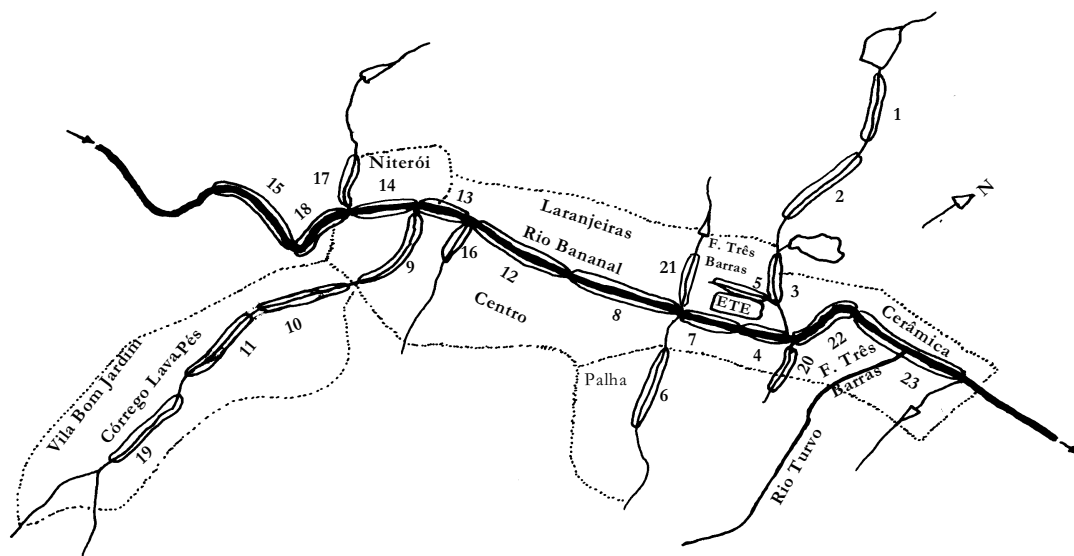 1
N
2
Niterói
17
14
13
15
18
Laranjeiras
Rio Bananal
F. Três
Barras
21
9
16
12
5
3
ETE
Centro
8
10
7
4
22
Cerâmica
11
20
F. Três
Barras
23
Palha
6
Vila Bom Jardim
Córrego Lava-Pés
19
Rio Turvo